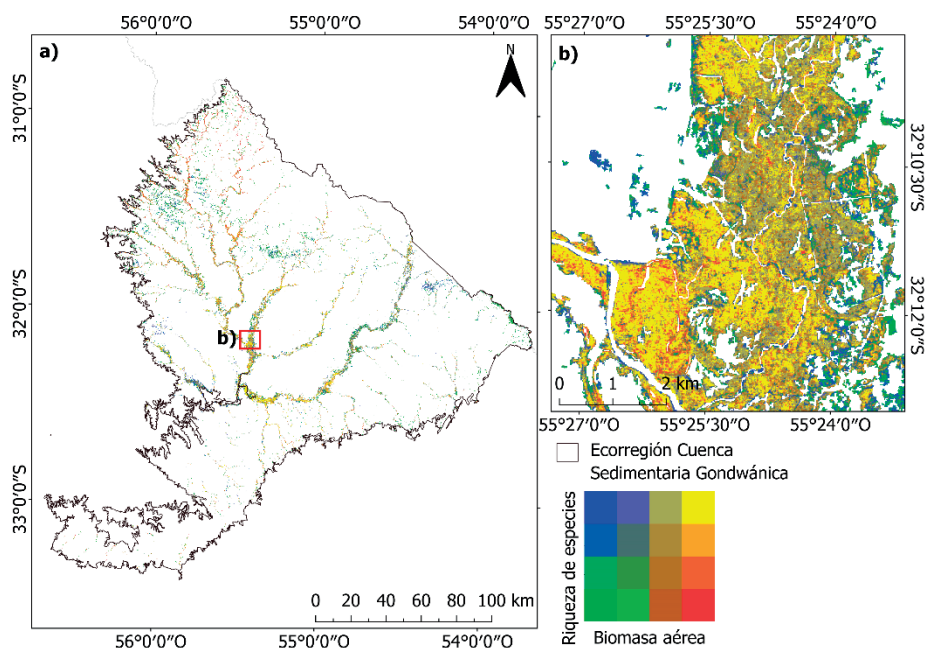 56°0′0″O 55°0′0″O 54°0′0″O
55°27′0″O 55°25′30″O 55°24′0″O
a)
N
b)
31°0′0″S
32°0′0″S
33°0′0″S
b)
0 20 40 60 80 100 km
56°0′0″O 55°0′0″O 54°0′0″O
32°10′30″S
32°12′0″S
0 1 2 km
55°27′0″O 55°25′30″O 55°24′0″O
Ecorregión Cuenca
Sedimentaria Gondwánica
Riqueza de especies
Biomasa aérea